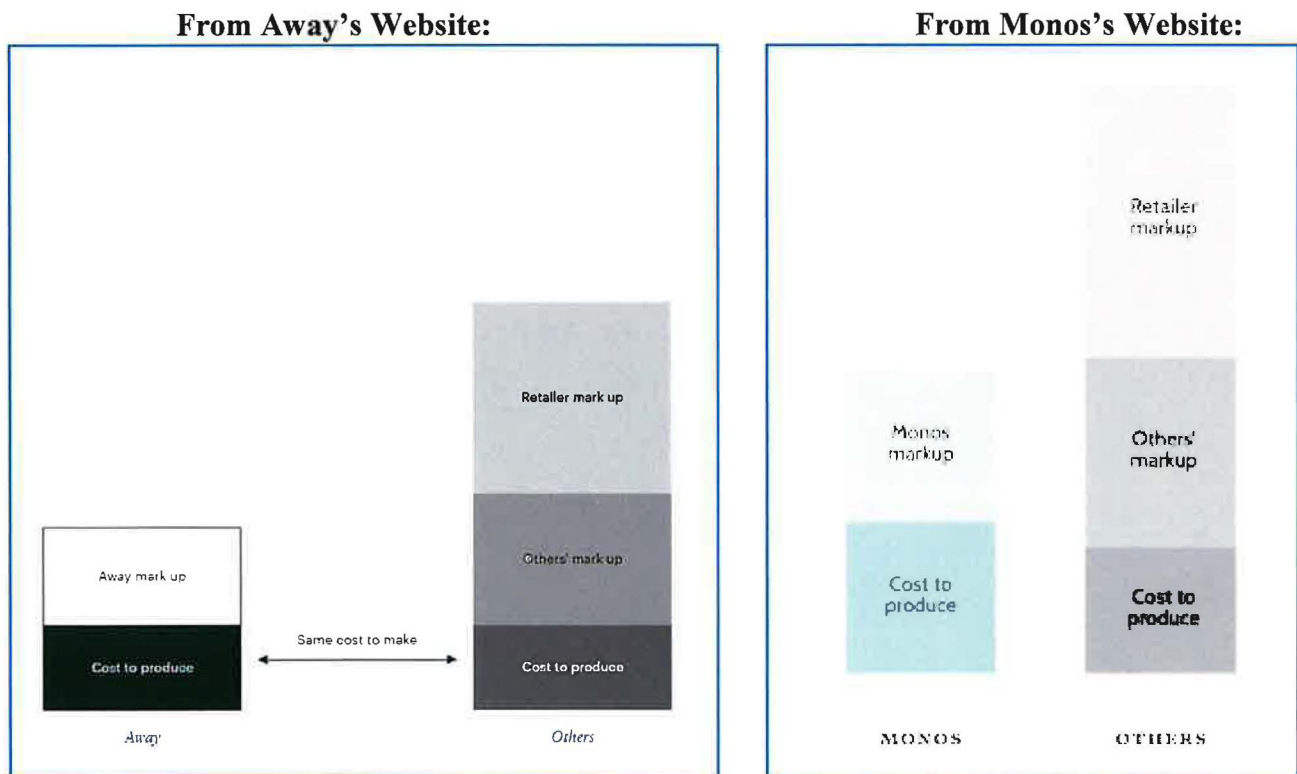 From Away's Website:
Retailer mark up
Others' mark up
Away mark up
Same cost to make
Cost to produce
Cost to produce
Away
Others
From Monos's Website:
Retailer
markup
Monos
markup
Others'
markup
Cost to
produce
Cost to
produce
MONOS
OTHERS